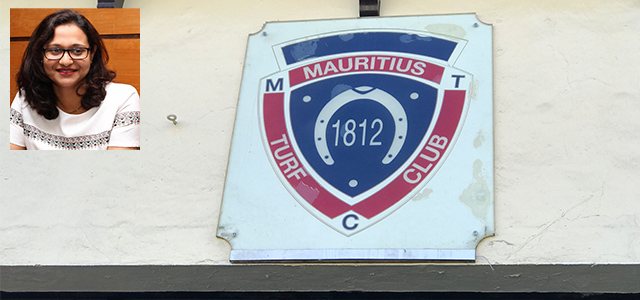 MAURITIUS
M T
1812
TURF CLUB
C